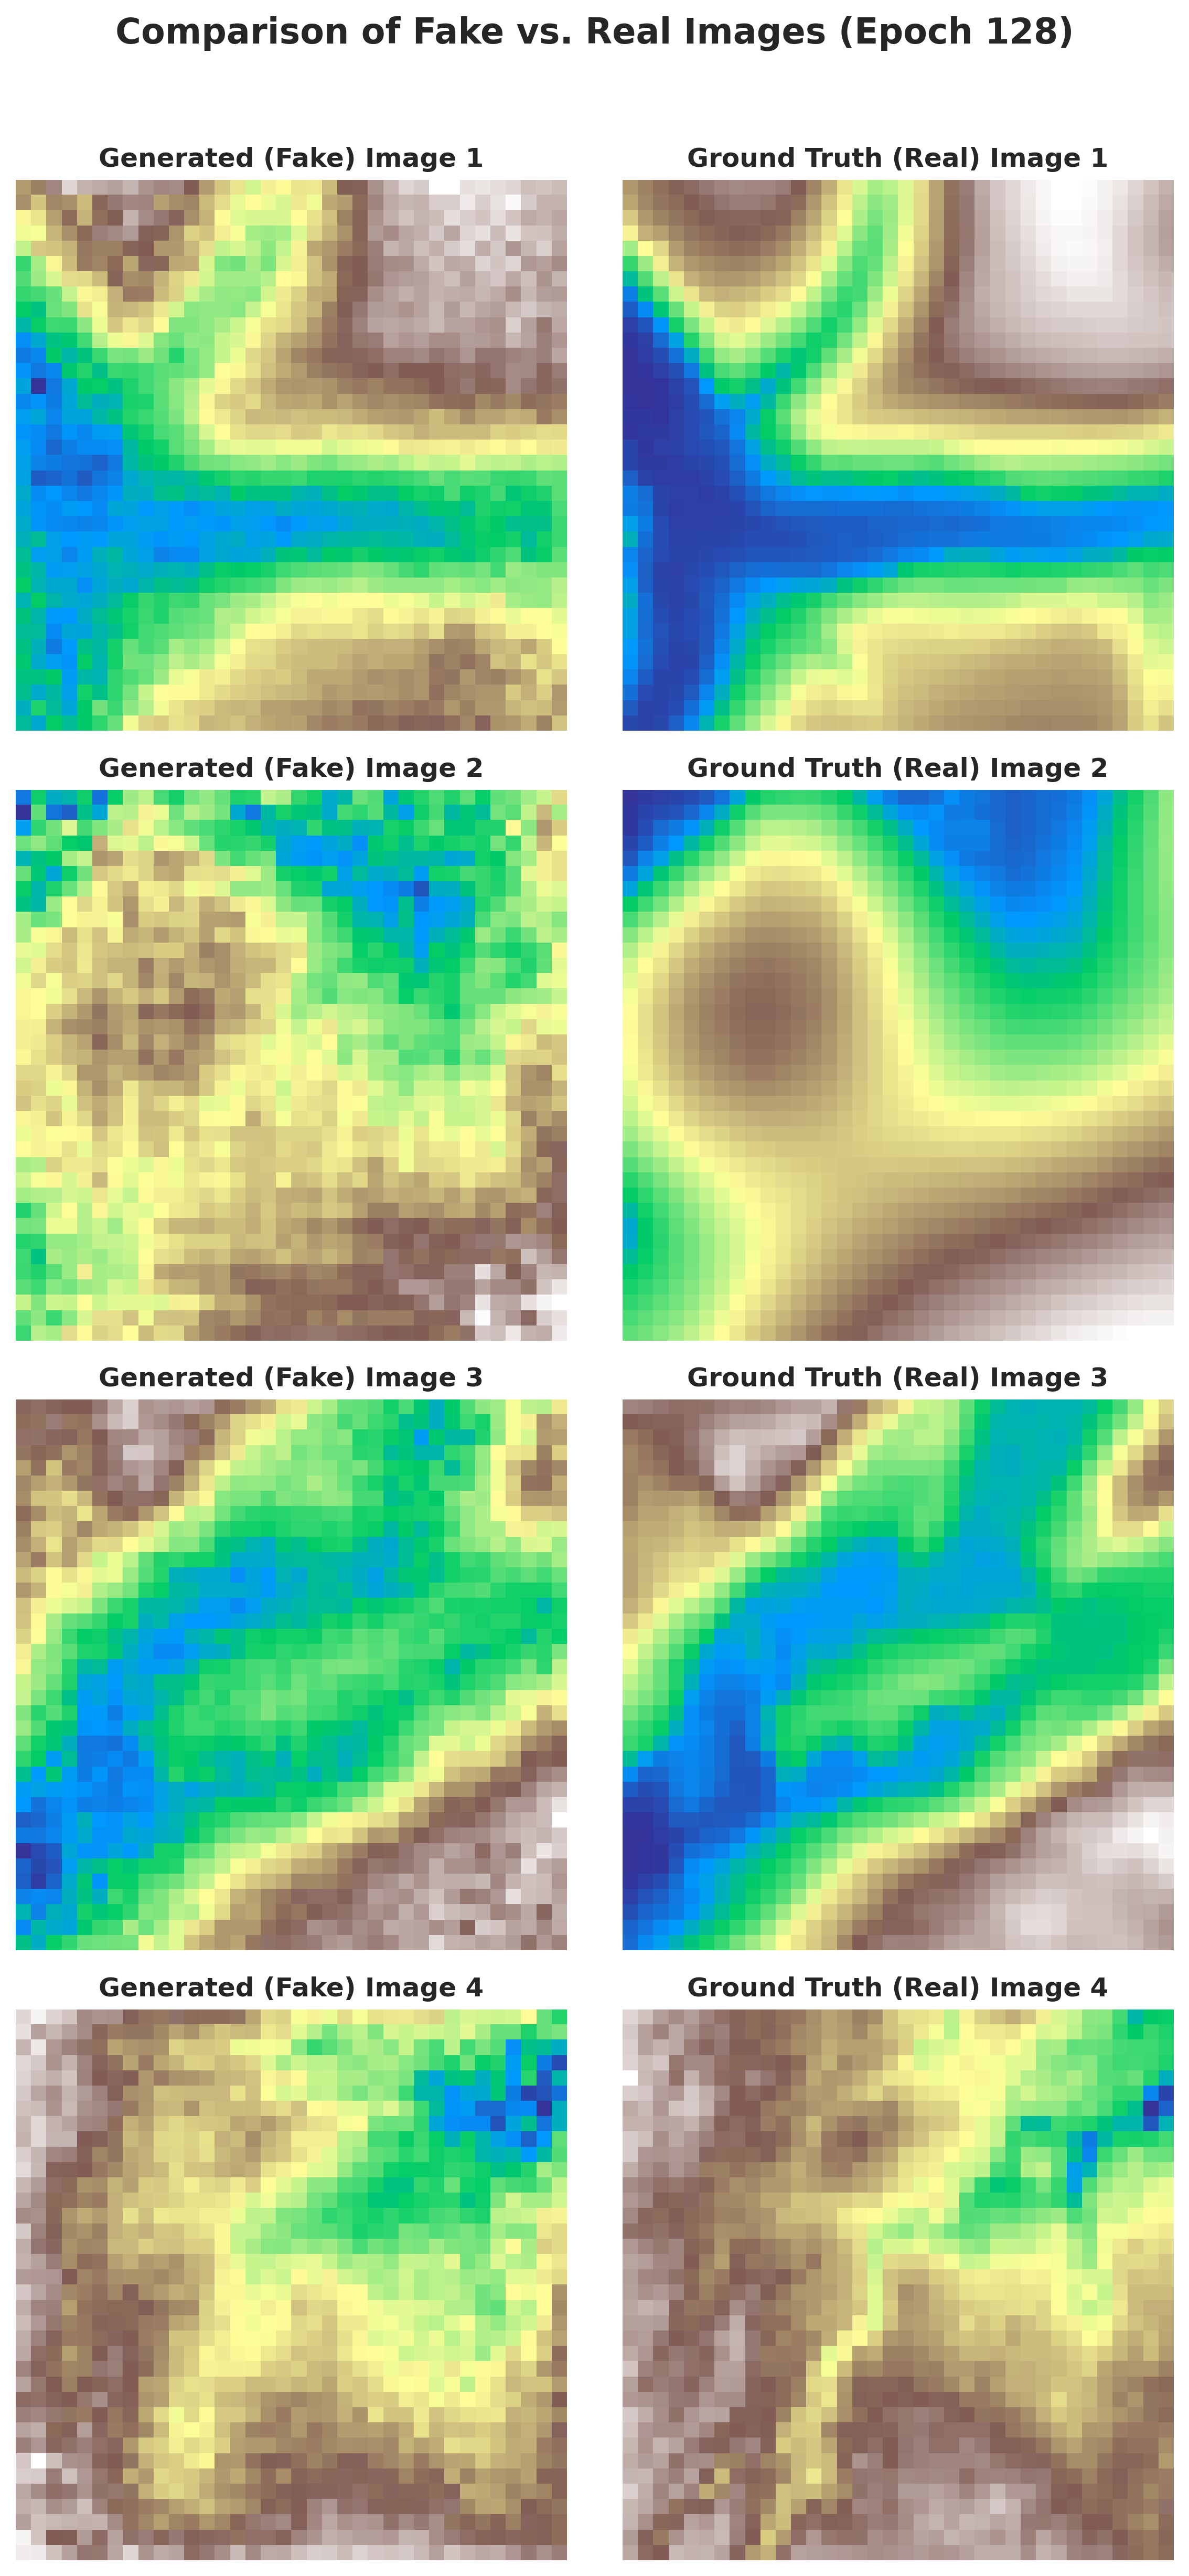 Comparison of Fake vs. Real Images (Epoch 128)
Generated (Fake) Image 1
Ground Truth (Real) Image 1
Generated (Fake) Image 2
Ground Truth (Real) Image 2
Generated (Fake) Image 3
Ground Truth (Real) Image 3
Generated (Fake) Image 4
Ground Truth (Real) Image 4